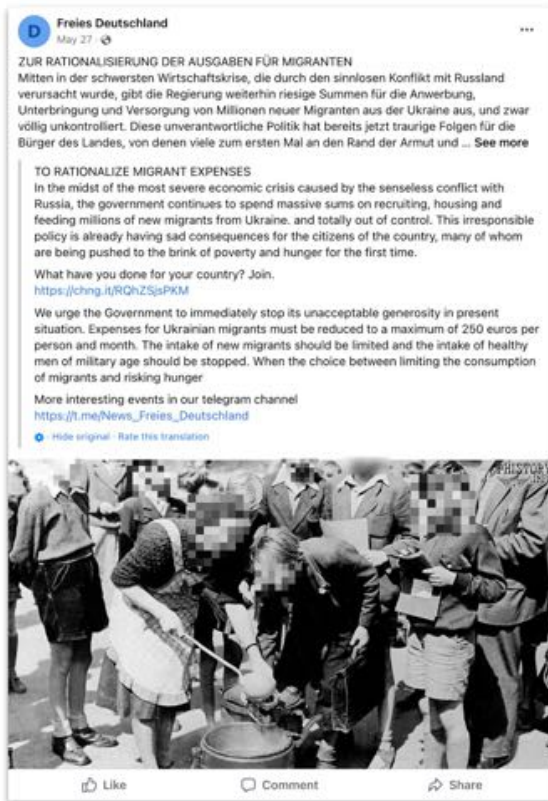 D
Freies Deutschland
May 27 ·
ZUR RATIONALISIERUNG DER AUSGABEN FÜR MIGRANTEN
Mitten in der schwersten Wirtschaftskrise, die durch den sinnlosen Konflikt mit Russland
verursacht wurde, gibt die Regierung weiterhin riesige Summen für die Anwerbung,
Unterbringung und Versorgung von Millionen neuer Migranten aus der Ukraine aus, und zwar
völlig unkontrolliert. Diese unverantwortliche Politik hat bereits jetzt traurige Folgen für die
Bürger des Landes, von denen viele zum ersten Mal an den Rand der Armut und ... See more
TO RATIONALIZE MIGRANT EXPENSES
In the midst of the most severe economic crisis caused by the senseless conflict with
Russia, the government continues to spend massive sums on recruiting, housing and
feeding millions of new migrants from Ukraine. and totally out of control. This irresponsible
policy is already having sad consequences for the citizens of the country, many of whom
are being pushed to the brink of poverty and hunger for the first time.
What have you done for your country? Join.
https://chng.it/RQhZSjsPKM
We urge the Government to immediately stop its unacceptable generosity in present
situation. Expenses for Ukrainian migrants must be reduced to a maximum of 250 euros per
person and month. The intake of new migrants should be limited and the intake of healthy
men of military age should be stopped. When the choice between limiting the consumption
of migrants and risking hunger
More interesting events in our telegram channel
https://t.me/News_Freies_Deutschland
· Hide original · Rate this translation
Like Comment Share